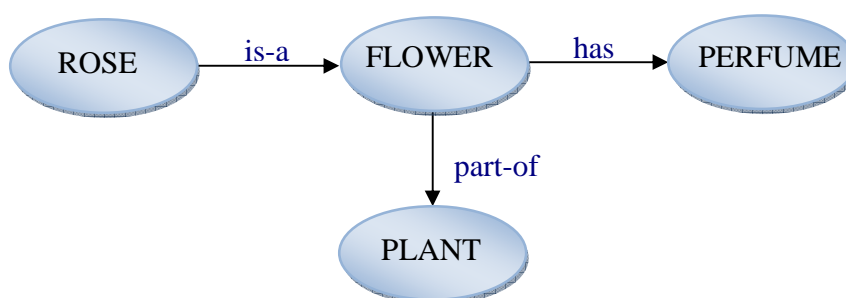 ROSE
is-a
FLOWER
has
PERFUME
part-of
PLANT